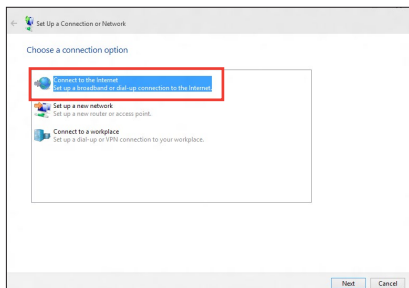 Set Up a Connection or Network
Choose a connection option
Connect to the Internet
Set up a broadband or dial-up connection to the Internet.
Set up a new network
Set up a new router or access point.
Connect to a workplace
Set up a dial-up or VPN connection to your workplace.
Next Cancel